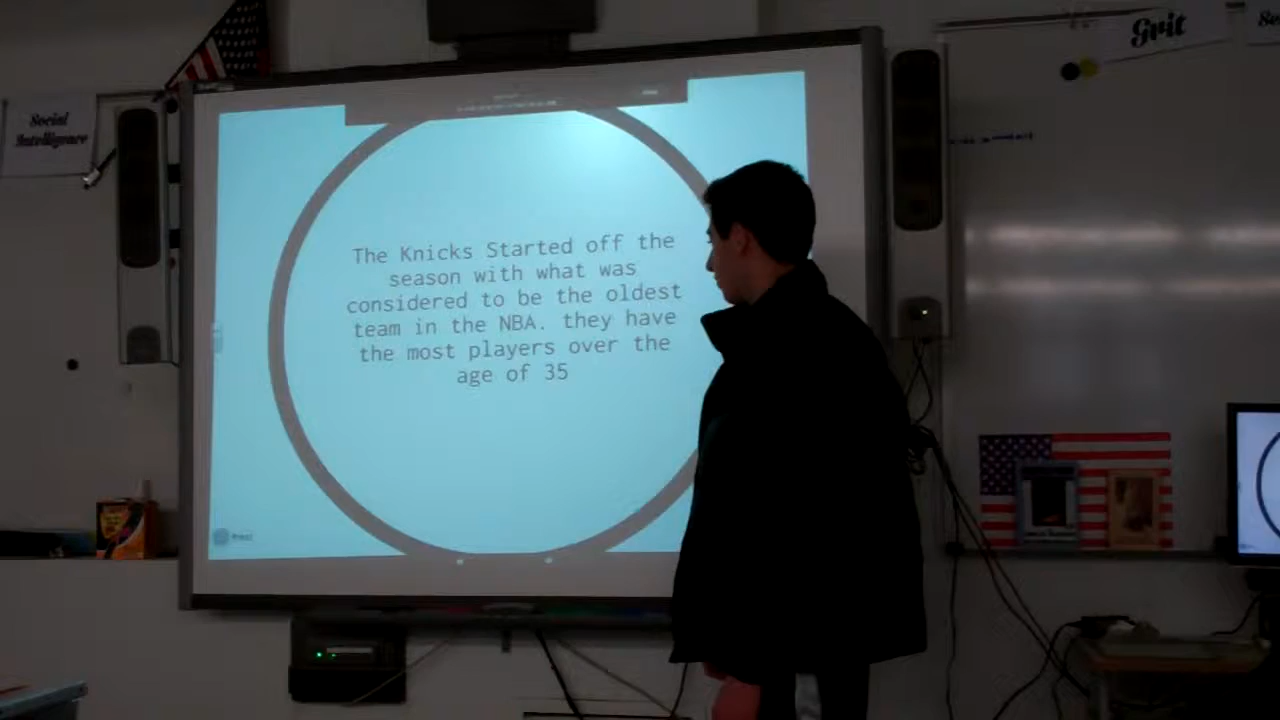 Grit
Social
Intelligence
The Knicks Started off the
season with what was
considered to be the oldest
team in the NBA. they have
the most players over the
age of 35
Prezi